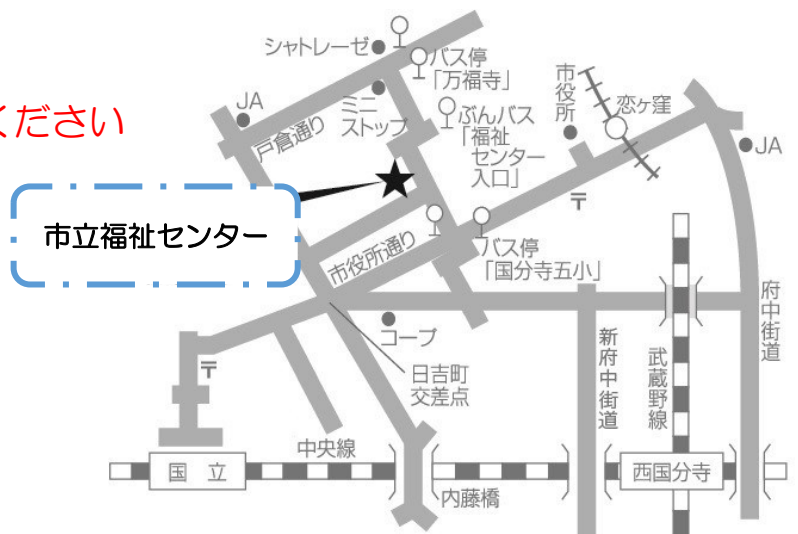 シャトレーゼ
バス停
「万福寺」
JA
ミニ
ストップ
ください
戸倉通り
ぶんバス
「福祉
センター
入口」
市役所
恋ヶ窪
JA
〒
市立福祉センター
市役所通り
バス停
「国分寺五小」
コープ
日吉町
交差点
〒
新府中街道
武蔵野線
府中街道
中央線
国 立
西国分寺
内藤橋